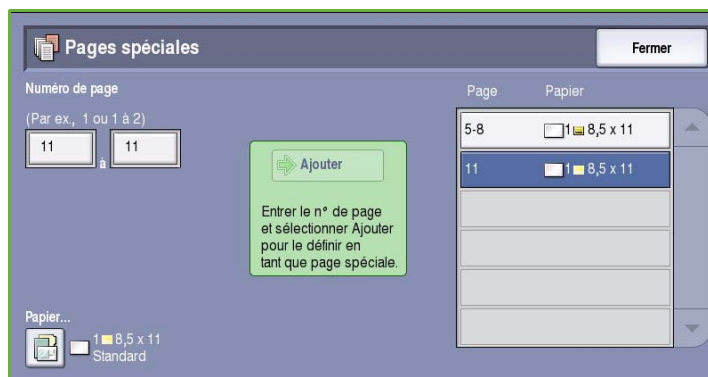 Pages spéciales
Fermer
Numéro de page
(Par ex., 1 ou 1 à 2)
11 à 11
Ajouter
Entrer le n° de page
et sélectionner Ajouter
pour le définir en
tant que page spéciale.
Page Papier
5-8 1 8,5 x 11
11 1 8,5 x 11
Papier...
1 8,5 x 11
Standard